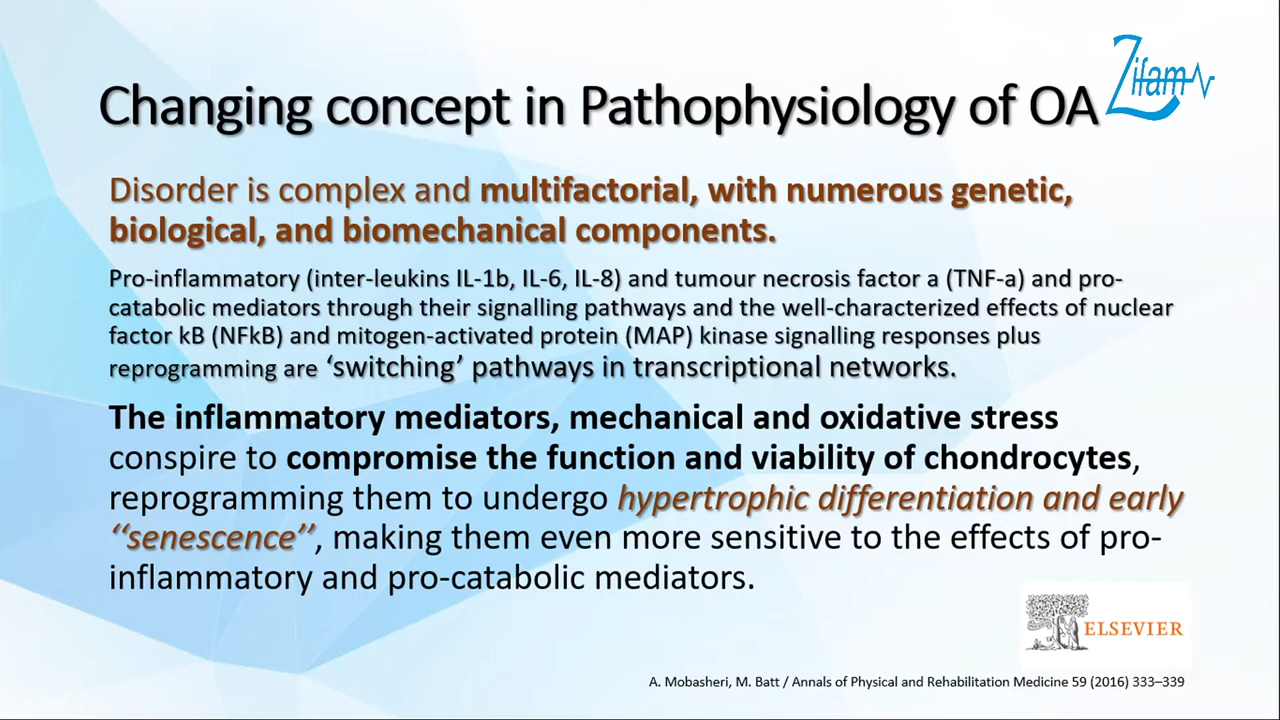 Zifam
Changing concept in Pathophysiology of OA
Disorder is complex and multifactorial, with numerous genetic,
biological, and biomechanical components.
Pro-inflammatory (inter-leukins IL-1b, IL-6, IL-8) and tumour necrosis factor a (TNF-a) and pro-
catabolic mediators through their signalling pathways and the well-characterized effects of nuclear
factor kB (NFkB) and mitogen-activated protein (MAP) kinase signalling responses plus
reprogramming are ‘switching’ pathways in transcriptional networks.
The inflammatory mediators, mechanical and oxidative stress
conspire to compromise the function and viability of chondrocytes,
reprogramming them to undergo hypertrophic differentiation and early
‘‘senescence’’, making them even more sensitive to the effects of pro-
inflammatory and pro-catabolic mediators.
ELSEVIER
A. Mobasheri, M. Batt / Annals of Physical and Rehabilitation Medicine 59 (2016) 333–339